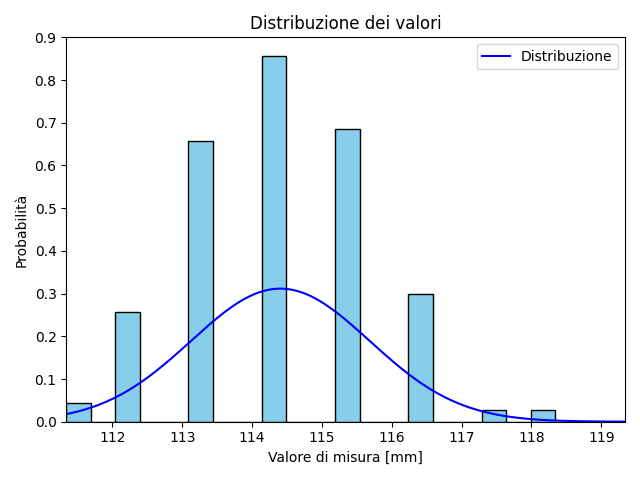 Distribuzione dei valori
Distribuzione
Probabilità
0.9
0.8
0.7
0.6
0.5
0.4
0.3
0.2
0.1
0.0
112 113 114 115 116 117 118 119
Valore di misura [mm]